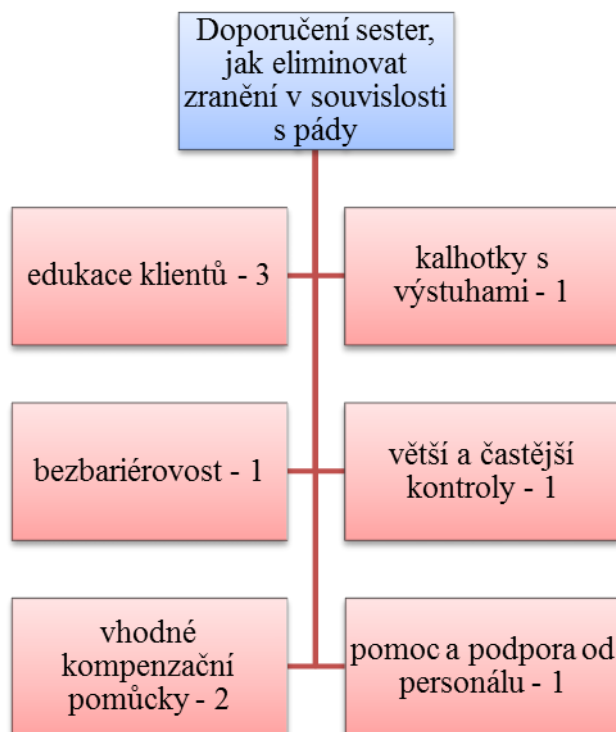 Doporučení sester,
jak eliminovat
zranění v souvislosti
s pády
edukace klientů - 3
kalhotky s
výstuhami - 1
bezbariérovost - 1
větší a častější
kontroly - 1
vhodné
kompenzační
pomůcky - 2
pomoc a podpora od
personálu - 1